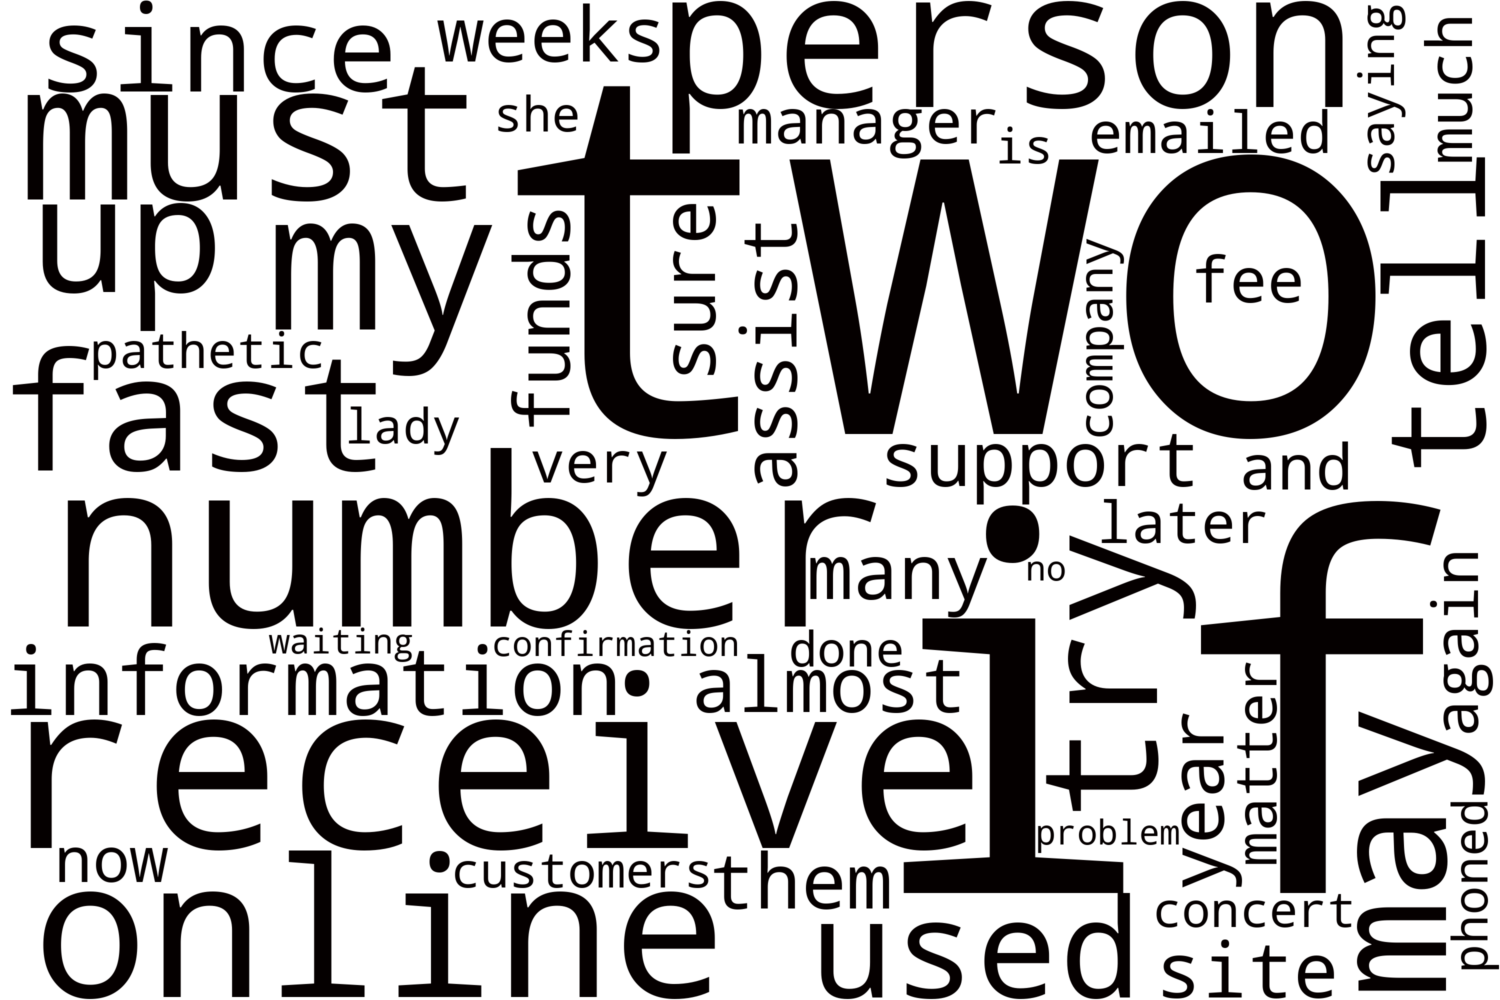 since
weeks
person
saying
much
must
she
manager
is
emailed
two
up
my
funds
sure
assist
company
fee
tell
pathetic
fast
lady
very
support
and
number
many
no
later
if
try
again
waiting
confirmation
done
information
almost
receive
year
matter
may
problem
phoned
now
customers
them
online
used
concert
site